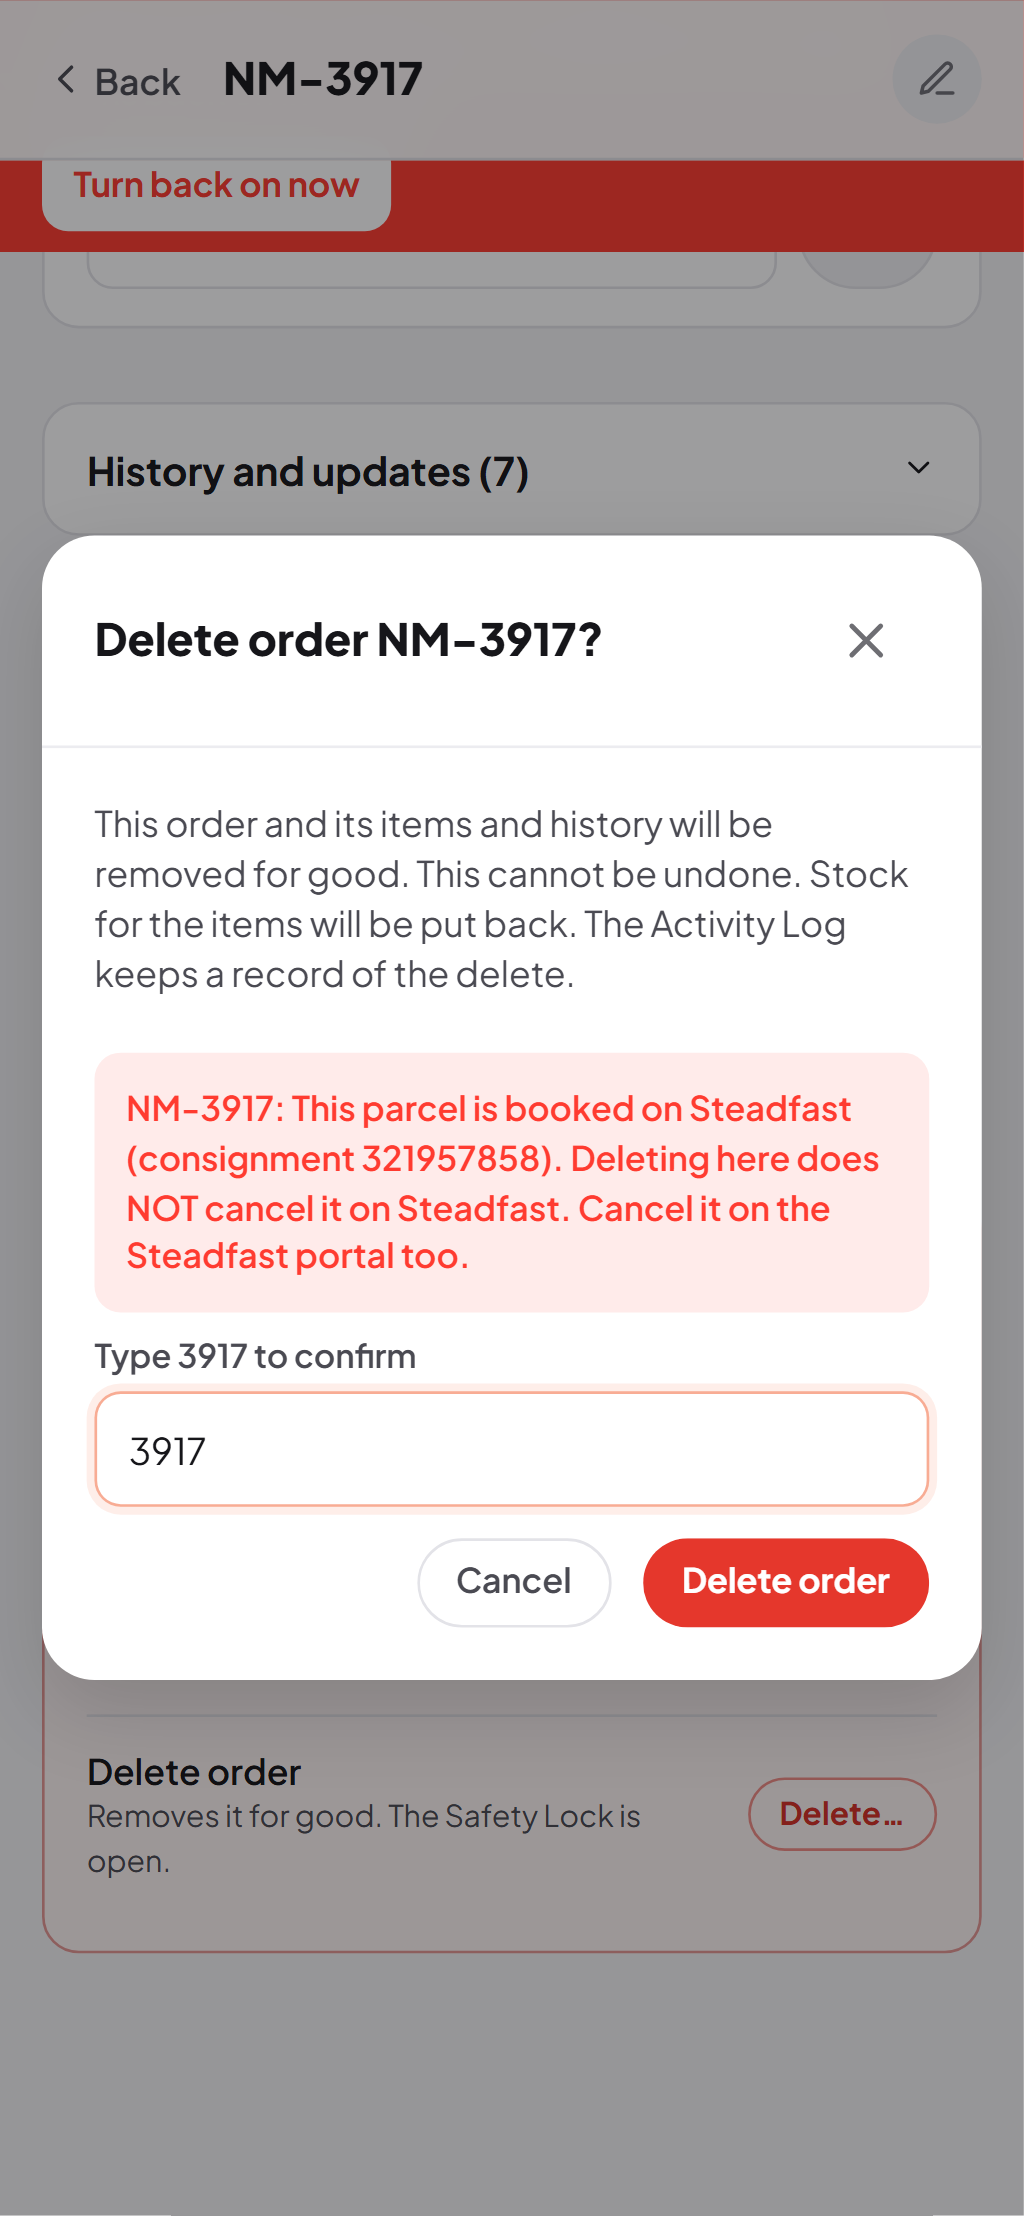 Back NM-3917
Turn back on now
History and updates (7)
Delete order NM-3917?
This order and its items and history will be
removed for good. This cannot be undone. Stock
for the items will be put back. The Activity Log
keeps a record of the delete.
NM-3917: This parcel is booked on Steadfast
(consignment 321957858). Deleting here does
NOT cancel it on Steadfast. Cancel it on the
Steadfast portal too.
Type 3917 to confirm
3917
Cancel Delete order
Delete order
Removes it for good. The Safety Lock is
open.
Delete...